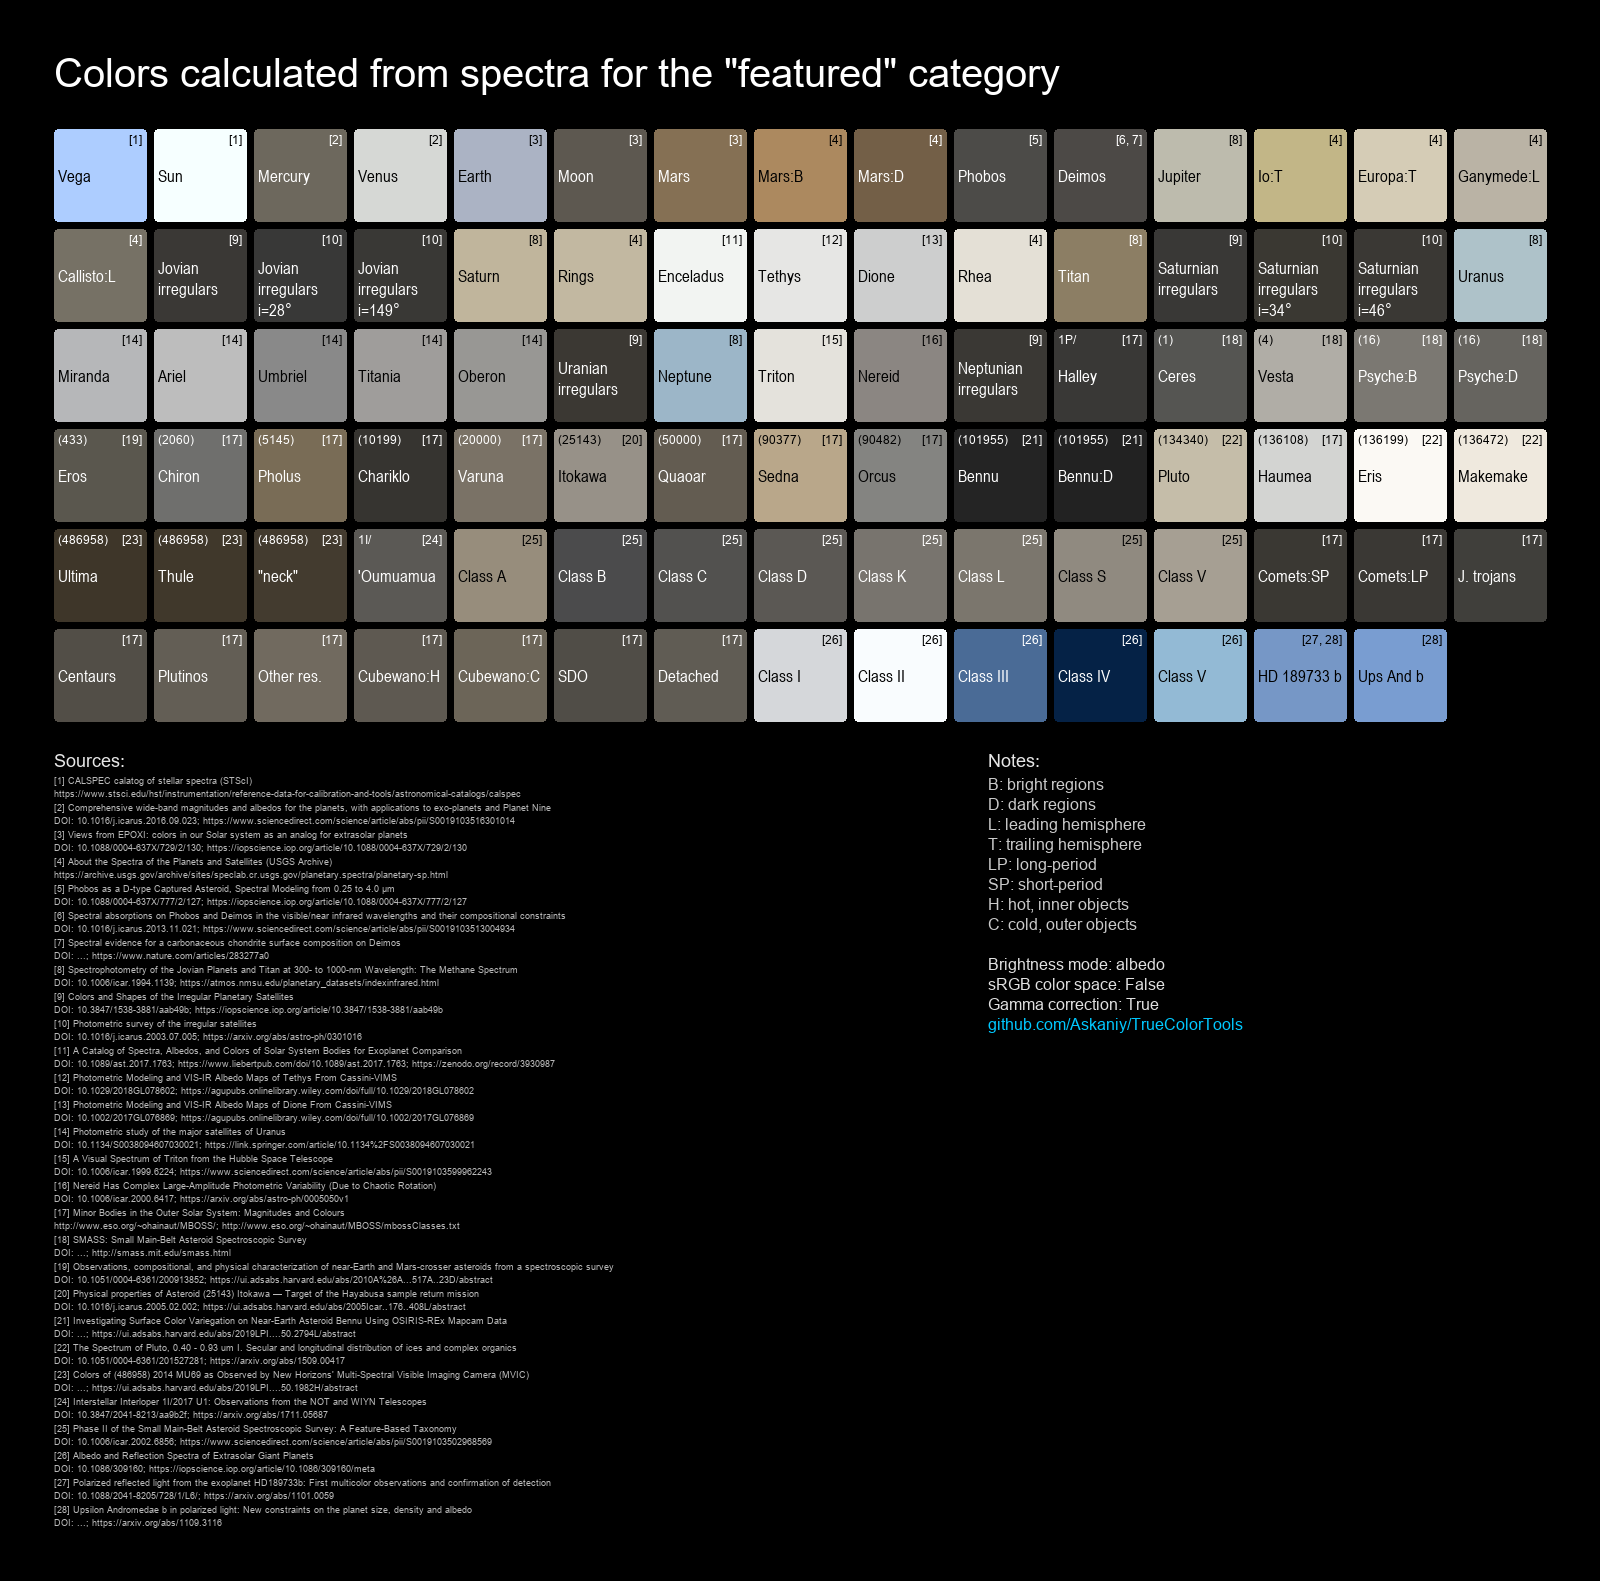 Colors calculated from spectra for the "featured" category
[1] [1] [2] [2] [3] [3] [3] [4] [4] [5] [6, 7] [8] [4] [4] [4]
Vega Sun Mercury Venus Earth Moon Mars Mars:B Mars:D Phobos Deimos Jupiter Io:T Europa:T Ganymede:L
[4] [9] [10] [10] [8] [4] [11] [12] [13] [4] [8] [9] [10] [10] [8]
Callisto:L Jovian irregulars Jovian irregulars i=28° Jovian irregulars i=149° Saturn Rings Enceladus Tethys Dione Rhea Titan Saturnian irregulars Saturnian irregulars i=34° Saturnian irregulars i=46° Uranus
[14] [14] [14] [14] [14] [9] [8] [15] [16] [9] 1P/ [17] (1) [18] (4) [18] (16) [18] (16) [18]
Miranda Ariel Umbriel Titania Oberon Uranian irregulars Neptune Triton Nereid Neptunian irregulars Halley Ceres Vesta Psyche:B Psyche:D
(433) [19] (2060) [17] (5145) [17] (10199) [17] (20000) [17] (25143) [20] (50000) [17] (90377) [17] (90482) [17] (101955) [21] (101955) [21] (134340) [22] (136108) [17] (136199) [22] (136472) [22]
Eros Chiron Pholus Chariklo Varuna Itokawa Quaoar Sedna Orcus Bennu Bennu:D Pluto Haumea Eris Makemake
(486958) [23] (486958) [23] (486958) [23] 1I/ [24] [25] [25] [25] [25] [25] [25] [25] [25] [17] [17] [17]
Ultima Thule "neck" 'Oumuamua Class A Class B Class C Class D Class K Class L Class S Class V Comets:SP Comets:LP J. trojans
[17] [17] [17] [17] [17] [17] [17] [26] [26] [26] [26] [26] [27, 28] [28]
Centaurs Plutinos Other res. Cubewano:H Cubewano:C SDO Detached Class I Class II Class III Class IV Class V HD 189733 b Ups And b
Sources:
[1] CALSPEC calatog of stellar spectra (STScI)
https://www.stsci.edu/hst/instrumentation/reference-data-for-calibration-and-tools/astronomical-catalogs/calspec
[2] Comprehensive wide-band magnitudes and albedos for the planets, with applications to exo-planets and Planet Nine
DOI: 10.1016/j.icarus.2016.09.023; https://www.sciencedirect.com/science/article/abs/pii/S0019103516301014
[3] Views from EPOXI: colors in our Solar system as an analog for extrasolar planets
DOI: 10.1088/0004-637X/729/2/130; https://iopscience.iop.org/article/10.1088/0004-637X/729/2/130
[4] About the Spectra of the Planets and Satellites (USGS Archive)
https://archive.usgs.gov/archive/sites/speclab.cr.usgs.gov/planetary.spectra/planetary-sp.html
[5] Phobos as a D-type Captured Asteroid, Spectral Modeling from 0.25 to 4.0 μm
DOI: 10.1088/0004-637X/777/2/127; https://iopscience.iop.org/article/10.1088/0004-637X/777/2/127
[6] Spectral absorptions on Phobos and Deimos in the visible/near infrared wavelengths and their compositional constraints
DOI: 10.1016/j.icarus.2013.11.021; https://www.sciencedirect.com/science/article/abs/pii/S0019103513004934
[7] Spectral evidence for a carbonaceous chondrite surface composition on Deimos
DOI: ...; https://www.nature.com/articles/283277a0
[8] Spectrophotometry of the Jovian Planets and Titan at 300- to 1000-nm Wavelength: The Methane Spectrum
DOI: 10.1006/icar.1994.1139; https://atmos.nmsu.edu/planetary_datasets/indexinfrared.html
[9] Colors and Shapes of the Irregular Planetary Satellites
DOI: 10.3847/1538-3881/aab49b; https://iopscience.iop.org/article/10.3847/1538-3881/aab49b
[10] Photometric survey of the irregular satellites
DOI: 10.1016/j.icarus.2003.07.005; https://arxiv.org/abs/astro-ph/0301016
[11] A Catalog of Spectra, Albedos, and Colors of Solar System Bodies for Exoplanet Comparison
DOI: 10.1089/ast.2017.1763; https://www.liebertpub.com/doi/10.1089/ast.2017.1763; https://zenodo.org/record/3930987
[12] Photometric Modeling and VIS-IR Albedo Maps of Tethys From Cassini-VIMS
DOI: 10.1029/2018GL078602; https://agupubs.onlinelibrary.wiley.com/doi/full/10.1029/2018GL078602
[13] Photometric Modeling and VIS-IR Albedo Maps of Dione From Cassini-VIMS
DOI: 10.1002/2017GL076869; https://agupubs.onlinelibrary.wiley.com/doi/full/10.1002/2017GL076869
[14] Photometric study of the major satellites of Uranus
DOI: 10.1134/S0038094607030021; https://link.springer.com/article/10.1134%2FS0038094607030021
[15] A Visual Spectrum of Triton from the Hubble Space Telescope
DOI: 10.1006/icar.1999.6224; https://www.sciencedirect.com/science/article/abs/pii/S0019103599962243
[16] Nereid Has Complex Large-Amplitude Photometric Variability (Due to Chaotic Rotation)
DOI: 10.1006/icar.2000.6417; https://arxiv.org/abs/astro-ph/0005050v1
[17] Minor Bodies in the Outer Solar System: Magnitudes and Colours
http://www.eso.org/~ohainaut/MBOSS/; http://www.eso.org/~ohainaut/MBOSS/mbossClasses.txt
[18] SMASS: Small Main-Belt Asteroid Spectroscopic Survey
DOI: ...; http://smass.mit.edu/smass.html
[19] Observations, compositional, and physical characterization of near-Earth and Mars-crosser asteroids from a spectroscopic survey
DOI: 10.1051/0004-6361/200913852; https://ui.adsabs.harvard.edu/abs/2010A%26A...517A..23D/abstract
[20] Physical properties of Asteroid (25143) Itokawa — Target of the Hayabusa sample return mission
DOI: 10.1016/j.icarus.2005.02.002; https://ui.adsabs.harvard.edu/abs/2005Icar..176..408L/abstract
[21] Investigating Surface Color Variegation on Near-Earth Asteroid Bennu Using OSIRIS-REx Mapcam Data
DOI: ...; https://ui.adsabs.harvard.edu/abs/2019LPI....50.2794L/abstract
[22] The Spectrum of Pluto, 0.40 - 0.93 um I. Secular and longitudinal distribution of ices and complex organics
DOI: 10.1051/0004-6361/201527281; https://arxiv.org/abs/1509.00417
[23] Colors of (486958) 2014 MU69 as Observed by New Horizons' Multi-Spectral Visible Imaging Camera (MVIC)
DOI: ...; https://ui.adsabs.harvard.edu/abs/2019LPI....50.1982H/abstract
[24] Interstellar Interloper 1I/2017 U1: Observations from the NOT and WIYN Telescopes
DOI: 10.3847/2041-8213/aa9b2f; https://arxiv.org/abs/1711.05687
[25] Phase II of the Small Main-Belt Asteroid Spectroscopic Survey: A Feature-Based Taxonomy
DOI: 10.1006/icar.2002.6856; https://www.sciencedirect.com/science/article/abs/pii/S0019103502968569
[26] Albedo and Reflection Spectra of Extrasolar Giant Planets
DOI: 10.1086/309160; https://iopscience.iop.org/article/10.1086/309160/meta
[27] Polarized reflected light from the exoplanet HD189733b: First multicolor observations and confirmation of detection
DOI: 10.1088/2041-8205/728/1/L6/; https://arxiv.org/abs/1101.0059
[28] Upsilon Andromedae b in polarized light: New constraints on the planet size, density and albedo
DOI: ...; https://arxiv.org/abs/1109.3116
Notes:
B: bright regions
D: dark regions
L: leading hemisphere
T: trailing hemisphere
LP: long-period
SP: short-period
H: hot, inner objects
C: cold, outer objects
Brightness mode: albedo
sRGB color space: False
Gamma correction: True
github.com/Askaniy/TrueColorTools